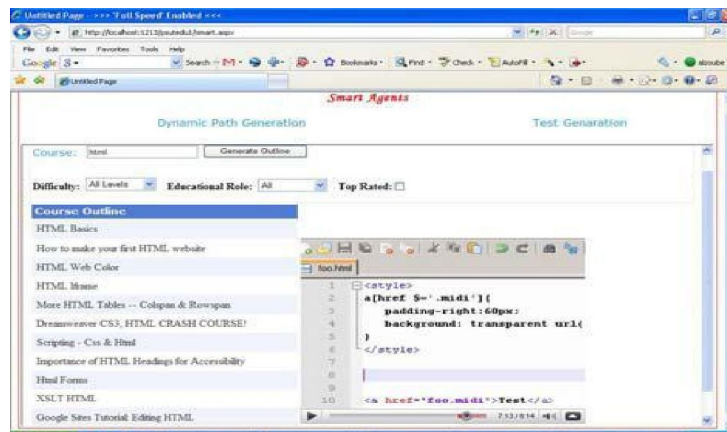 Untitled Page - >>> 'Full Speed' Enabled <<<
http://localhost:1213/psutedu1/smart.aspx
Google
File Edit View Favorites Tools Help
Google Search Bookmarks Find Check AutoFill
Untitled Page
Smart Agents
Dynamic Path Generation Test Genaration
Course: html Generate Outline
Difficulty: All Levels Educational Role: All Top Rated:
Course Outline
HTML Basics
How to make your first HTML website
HTML Web Color
HTML Iframe
More HTML Tables -- Colspan & Rowspan
Dreamweaver CS3, HTML CRASH COURSE!
Scripting - Css & Html
Importance of HTML Headings for Accessibility
Html Forms
XSLT HTML
Google Sites Tutorial: Editing HTML
foo.html
1 <style>
2 a[href $='.midi']{
3 padding-right:60px;
4 background: transparent url(
5 }
6 </style>
7
8
9
10 <a href="foo.midi">Test</a>